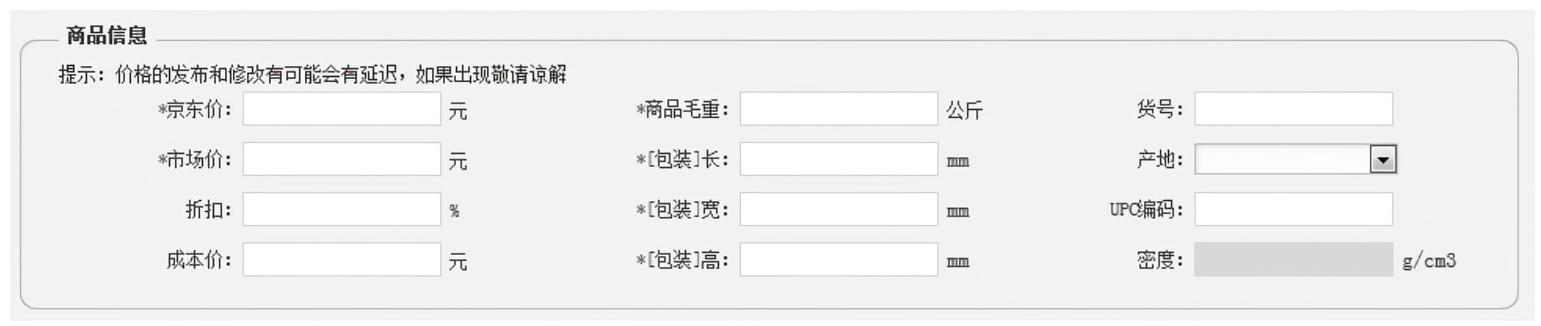 商品信息
提示：价格的发布和修改有可能会有延迟，如果出现敬请谅解
*京东价： 元 *商品毛重： 公斤 货号：
*市场价： 元 *[包装]长： mm 产地：
折扣： % *[包装]宽： mm UPC编码：
成本价： 元 *[包装]高： mm 密度： g/cm3